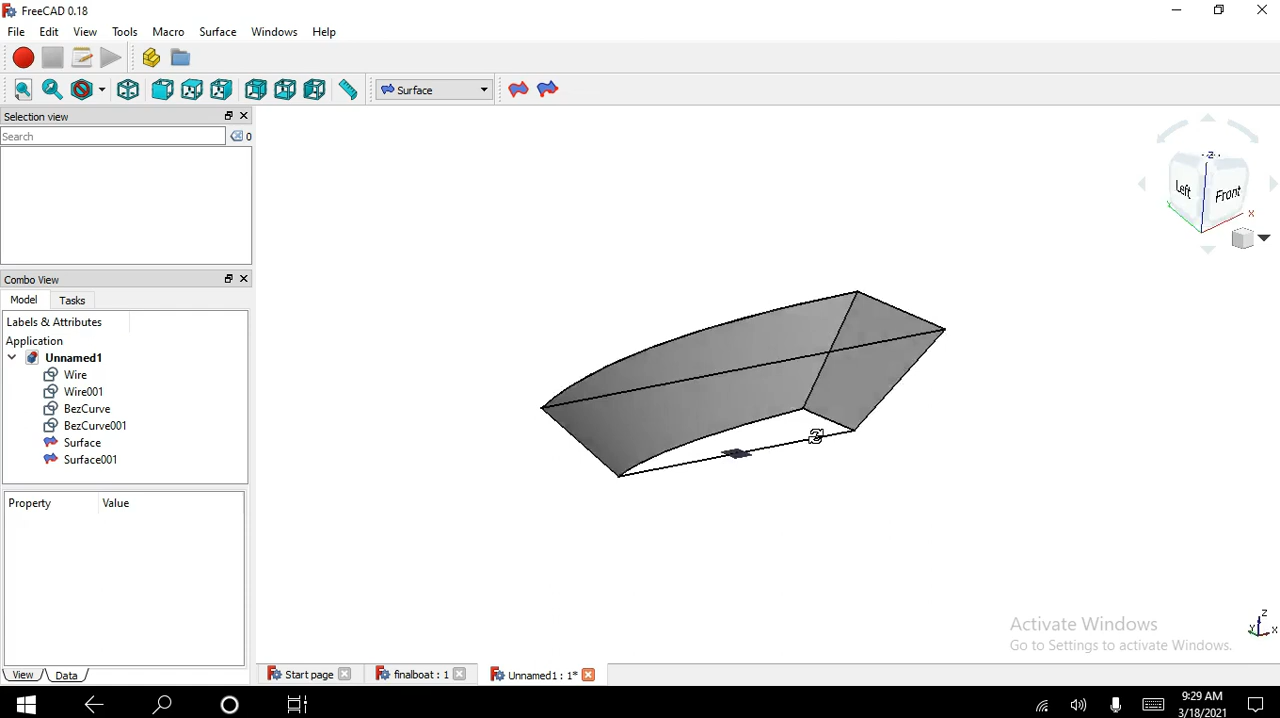 FreeCAD 0.18
File Edit View Tools Macro Surface Windows Help
Surface
Selection view
Search
0
Combo View
Model Tasks
Labels & Attributes
Application
Unnamed1
Wire
Wire001
BezCurve
BezCurve001
Surface
Surface001
Property Value
View Data
Left Front
Z
Y
X
Z
Y
X
Activate Windows
Go to Settings to activate Windows.
Start page finalboat : 1 Unnamed1 : 1*
9:29 AM
3/18/2021